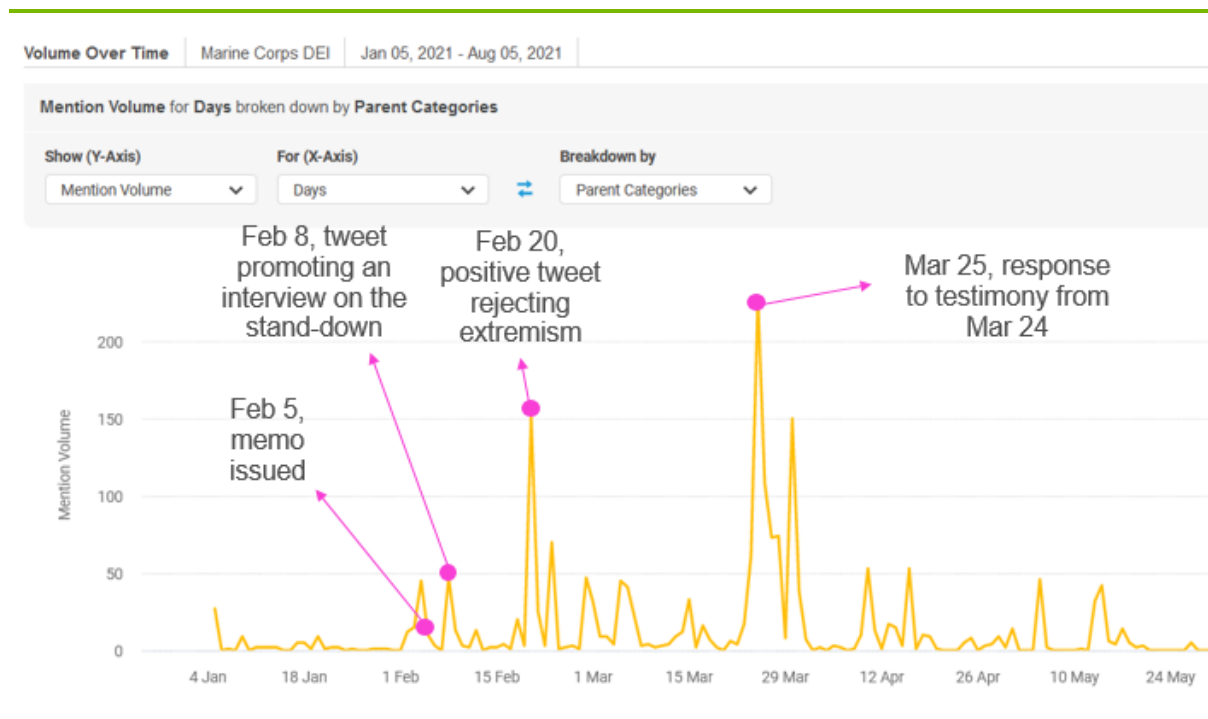 Volume Over Time Marine Corps DEI Jan 05, 2021 - Aug 05, 2021
Mention Volume for Days broken down by Parent Categories
Show (Y-Axis) For (X-Axis) Breakdown by
Mention Volume Days Parent Categories
Feb 8, tweet
promoting an
interview on the
stand-down
Feb 20,
positive tweet
rejecting
extremism
Mar 25, response
to testimony from
Mar 24
Feb 5,
memo
issued
Mention Volume
200
150
100
50
0
4 Jan 18 Jan 1 Feb 15 Feb 1 Mar 15 Mar 29 Mar 12 Apr 26 Apr 10 May 24 May